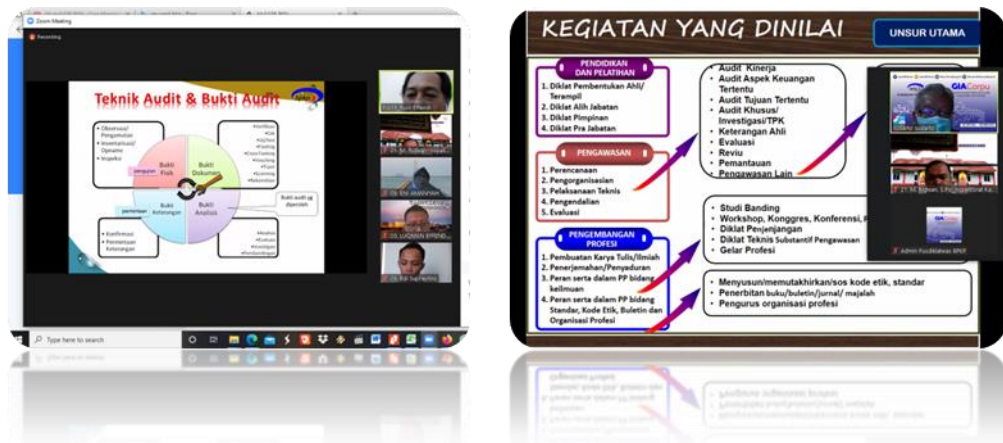 Zoom Meeting
Recording
Teknik Audit & Bukti Audit
• Observasi/
Pengamatan
• Inventarisasi/
Opname
• Inspeksi
Bukti
Fisik
Bukti
Dokumen
pengujian
permintaan
Bukti
Keterangan
Bukti
Analisis
Bukti audit yg
diperoleh
• Konfirmasi
• Permintaan
Keterangan
Type here to search
KEGIATAN YANG DINILAI
UNSUR UTAMA
PENDIDIKAN
DAN PELATIHAN
1. Diklat Pembentukan Ahli/
Terampil
2. Diklat Alih Jabatan
3. Diklat Pimpinan
4. Diklat Pra Jabatan
PENGAWASAN
1. Perencanaan
2. Pengorganisasian
3. Pelaksanaan Teknis
4. Pengendalian
5. Evaluasi
PENGEMBANGAN
PROFESI
1. Pembuatan Karya Tulis/Ilmiah
2. Penerjemahan/Penyaduran
3. Peran serta dalam PP bidang
keilmuan
4. Peran serta dalam PP bidang
Standar, Kode Etik, Buletin dan
Organisasi Profesi
• Audit Kinerja
• Audit Aspek Keuangan
Tertentu
• Audit Tujuan Tertentu
• Audit Khusus/
Investigasi/TPK
• Keterangan Ahli
• Evaluasi
• Reviu
• Pemantauan
• Pengawasan Lain
• Studi Banding
• Workshop, Konggres, Konferensi,
• Diklat Penjenjangan
• Diklat Teknis Substantif Pengawasan
• Gelar Profesi
• Menyusun/memutakhirkan/sos kode etik, standar
• Penerbitan buku/buletin/jurnal/ majalah
• Pengurus organisasi profesi
GIACorpu
Admin Pusdiklatwas BPKP